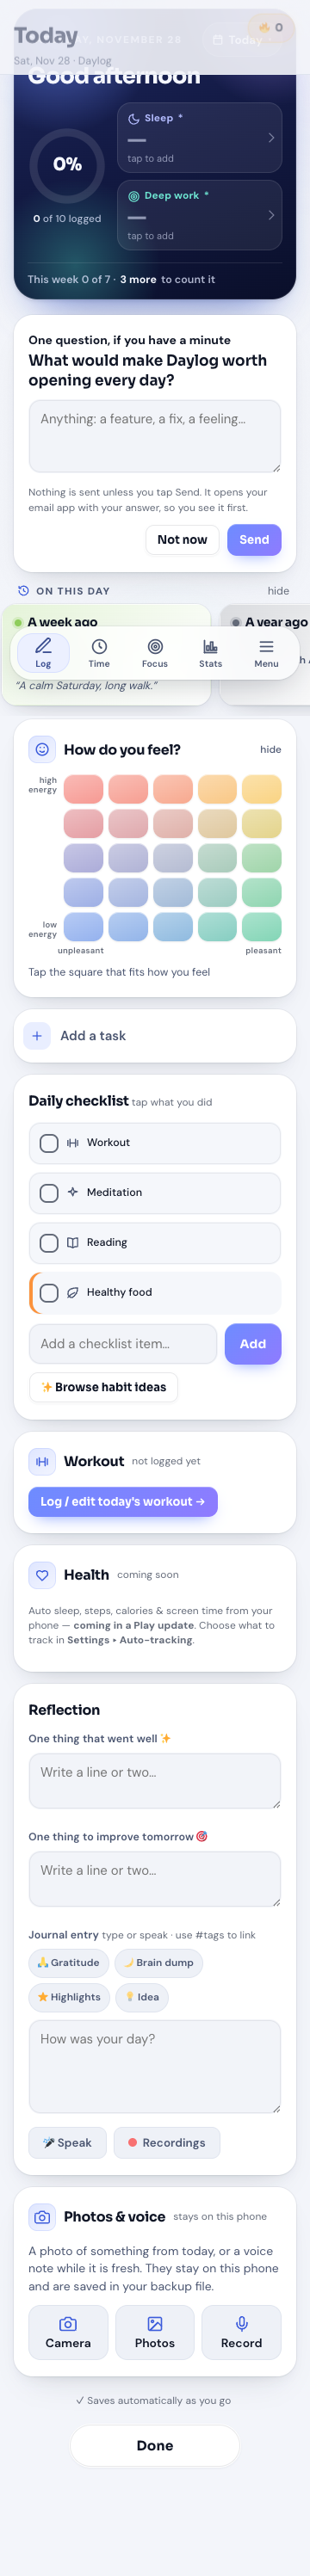 Today
AY, NOVEMBER 28
Today
0
Sat, Nov 28 · Daylog
Good afternoon
0%
0 of 10 logged
Sleep *
—
tap to add
Deep work *
—
tap to add
This week 0 of 7 · 3 more to count it
One question, if you have a minute
What would make Daylog worth
opening every day?
Anything: a feature, a fix, a feeling...
Nothing is sent unless you tap Send. It opens your
email app with your answer, so you see it first.
Not now
Send
ON THIS DAY
hide
A week ago
A year ago
Log
Time
Focus
Stats
Menu
“A calm Saturday, long walk.”
How do you feel?
hide
high
energy
low
energy
unpleasant
pleasant
Tap the square that fits how you feel
Add a task
Daily checklist tap what you did
Workout
Meditation
Reading
Healthy food
Add a checklist item...
Add
✨ Browse habit ideas
Workout not logged yet
Log / edit today's workout →
Health coming soon
Auto sleep, steps, calories & screen time from your
phone — coming in a Play update. Choose what to
track in Settings • Auto-tracking.
Reflection
One thing that went well ✨
Write a line or two...
One thing to improve tomorrow 🎯
Write a line or two...
Journal entry type or speak · use #tags to link
🙏 Gratitude
🌙 Brain dump
⭐ Highlights
💡 Idea
How was your day?
🎤 Speak
Recordings
Photos & voice stays on this phone
A photo of something from today, or a voice
note while it is fresh. They stay on this phone
and are saved in your backup file.
Camera
Photos
Record
✓ Saves automatically as you go
Done